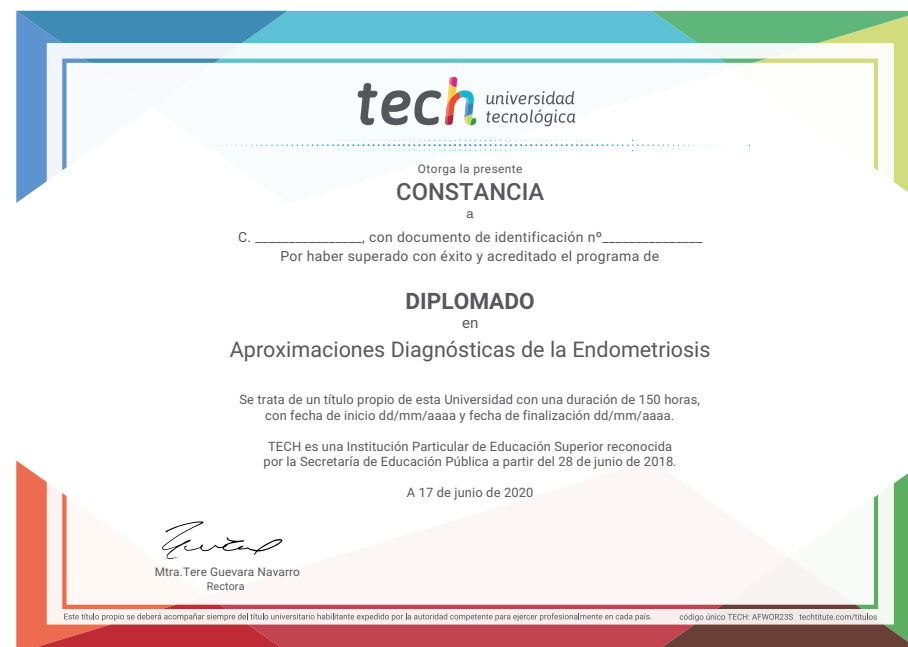 tech universidad
tecnológica
Otorga la presente
CONSTANCIA
a
C. ________________, con documento de identificación nº_______________
Por haber superado con éxito y acreditado el programa de
DIPLOMADO
en
Aproximaciones Diagnósticas de la Endometriosis
Se trata de un título propio de esta Universidad con una duración de 150 horas,
con fecha de inicio dd/mm/aaaa y fecha de finalización dd/mm/aaaa.
TECH es una Institución Particular de Educación Superior reconocida
por la Secretaría de Educación Pública a partir del 28 de junio de 2018.
A 17 de junio de 2020
Mtra.Tere Guevara Navarro
Rectora
Este título propio se deberá acompañar siempre del título universitario habilitante expedido por la autoridad competente para ejercer profesionalmente en cada país. código único TECH: AFWOR23S techtitute.com/titulos